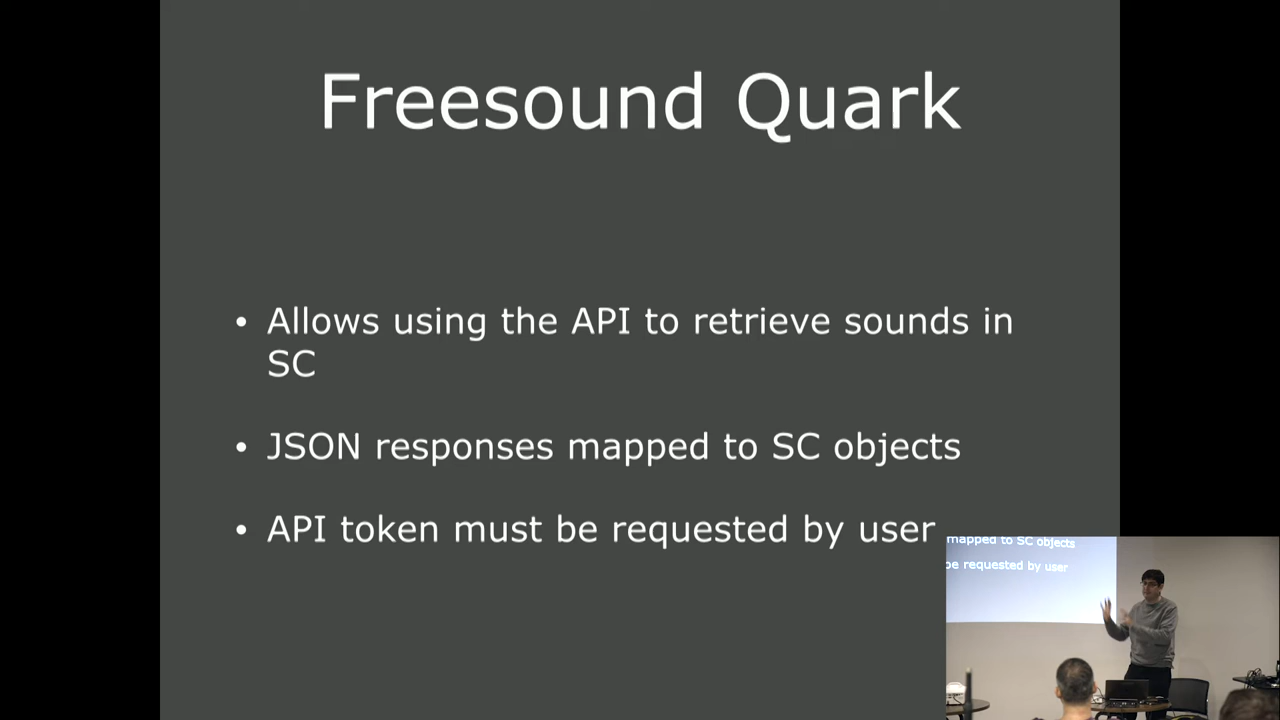 Freesound Quark
• Allows using the API to retrieve sounds in
SC
• JSON responses mapped to SC objects
• API token must be requested by user
mapped to SC objects
be requested by user